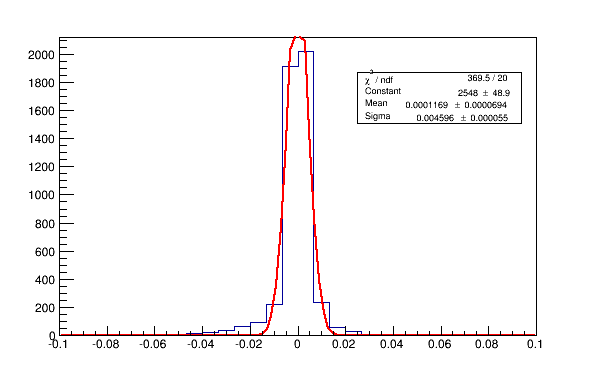 2000
1800
1600
1400
1200
1000
800
600
400
200
0
-0.1 -0.08 -0.06 -0.04 -0.02 0 0.02 0.04 0.06 0.08 0.1
χ² / ndf 369.5 / 20
Constant 2548 ± 48.9
Mean 0.0001169 ± 0.0000694
Sigma 0.004596 ± 0.000055